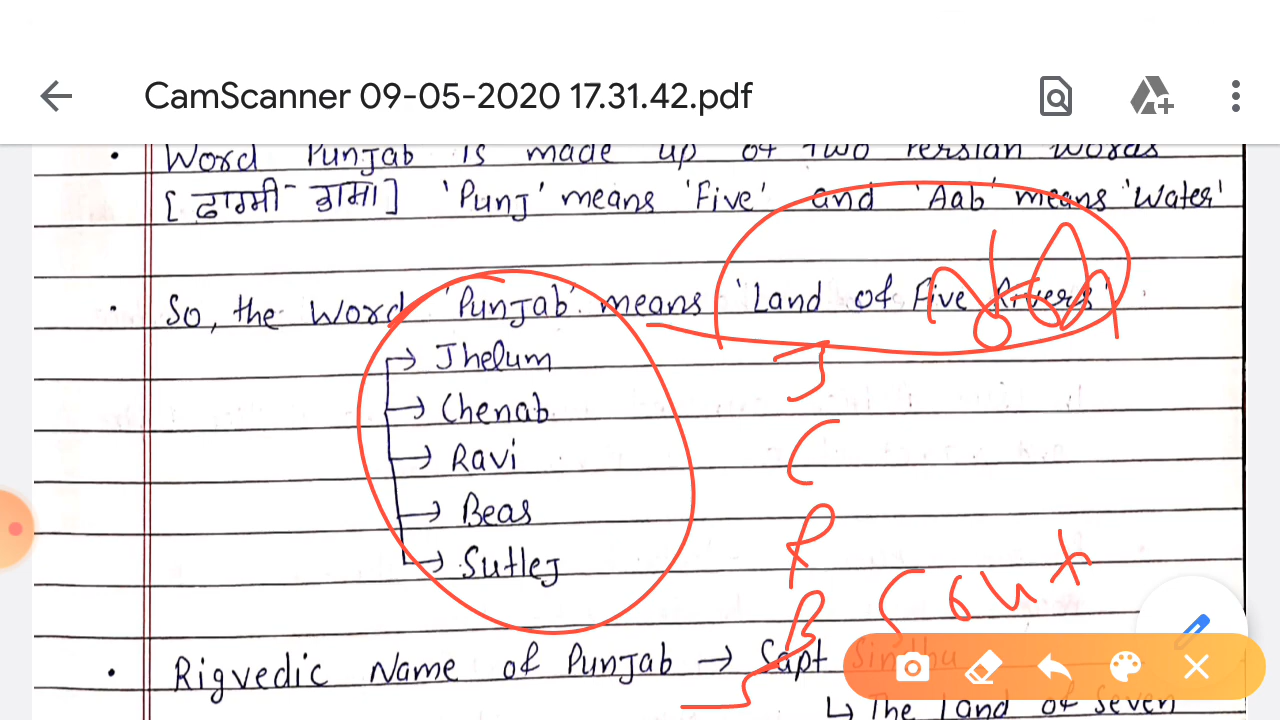 CamScanner 09-05-2020 17.31.42.pdf
• Word Punjab is made up of two Persian words
'Punj' means 'Five' and 'Aab' means 'Water'
• So, the Word 'Punjab' means 'Land of Five Rivers'
→ Jhelum
→ Chenab
→ Ravi
→ Beas
→ Sutlej
J
C
R
B
S
• Rigvedic Name of Punjab → Sapt Sindhu
↳ The Land of Seven